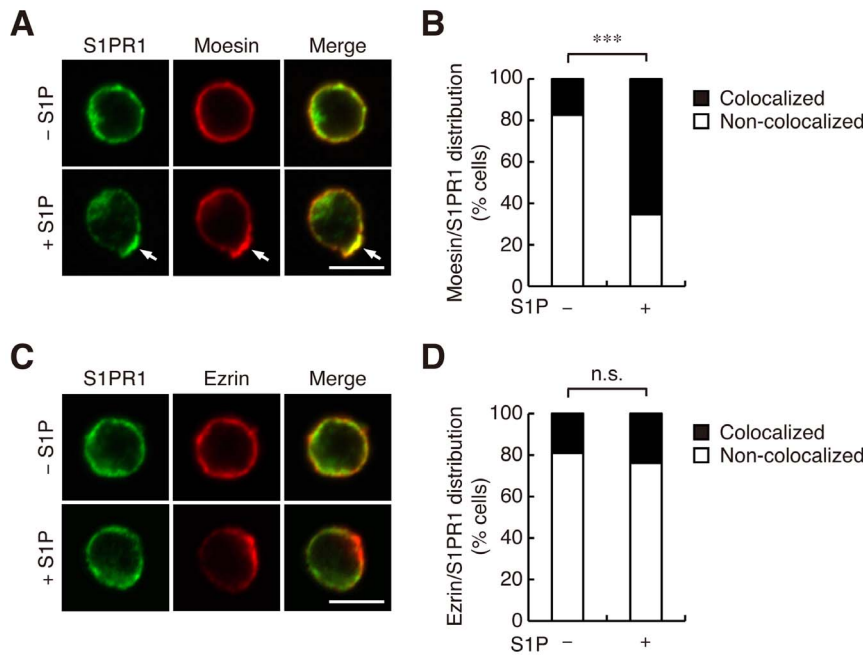 A
S1PR1 Moesin Merge
– S1P
+ S1P
B
***
100
80
60
40
20
0
Moesin/S1PR1 distribution
(% cells)
S1P – +
Colocalized
Non-colocalized
C
S1PR1 Ezrin Merge
– S1P
+ S1P
D
n.s.
100
80
60
40
20
0
Ezrin/S1PR1 distribution
(% cells)
S1P – +
Colocalized
Non-colocalized